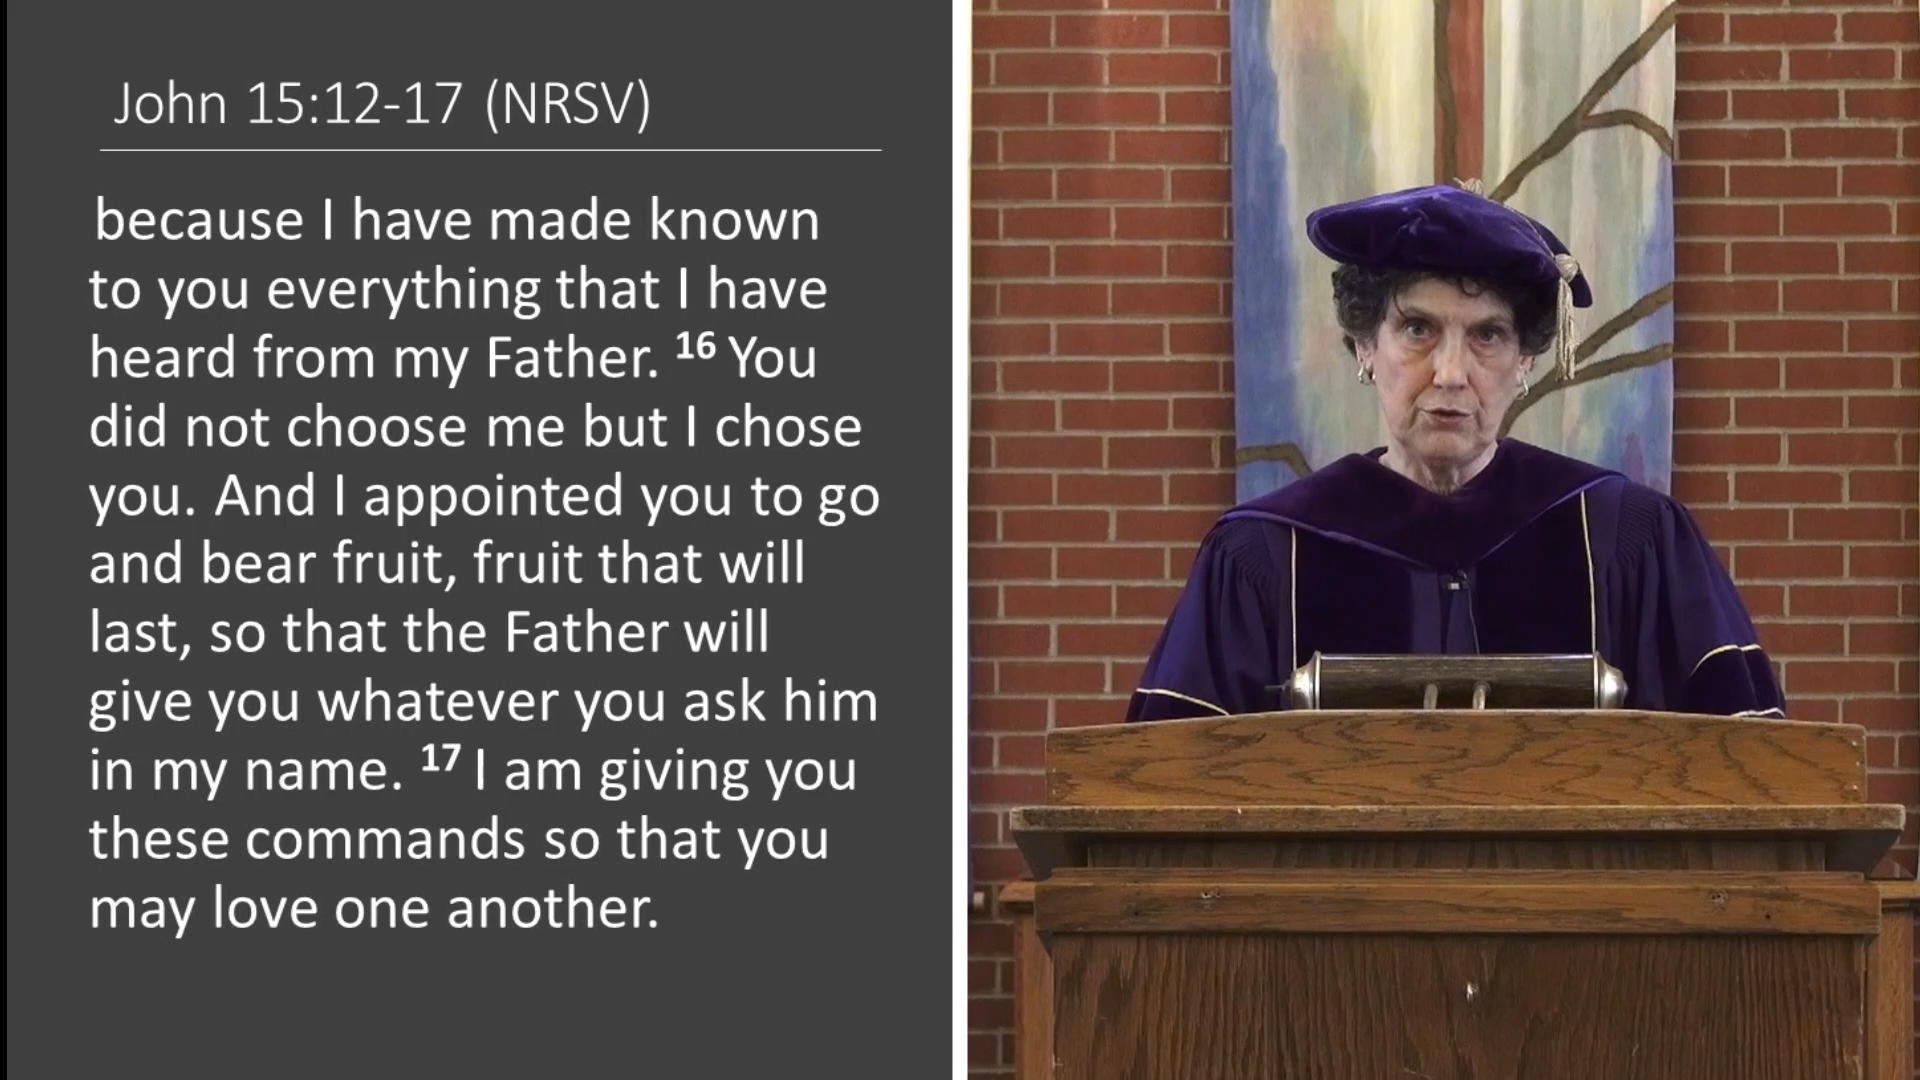 John 15:12-17 (NRSV)
because I have made known
to you everything that I have
heard from my Father. 16 You
did not choose me but I chose
you. And I appointed you to go
and bear fruit, fruit that will
last, so that the Father will
give you whatever you ask him
in my name. 17 I am giving you
these commands so that you
may love one another.